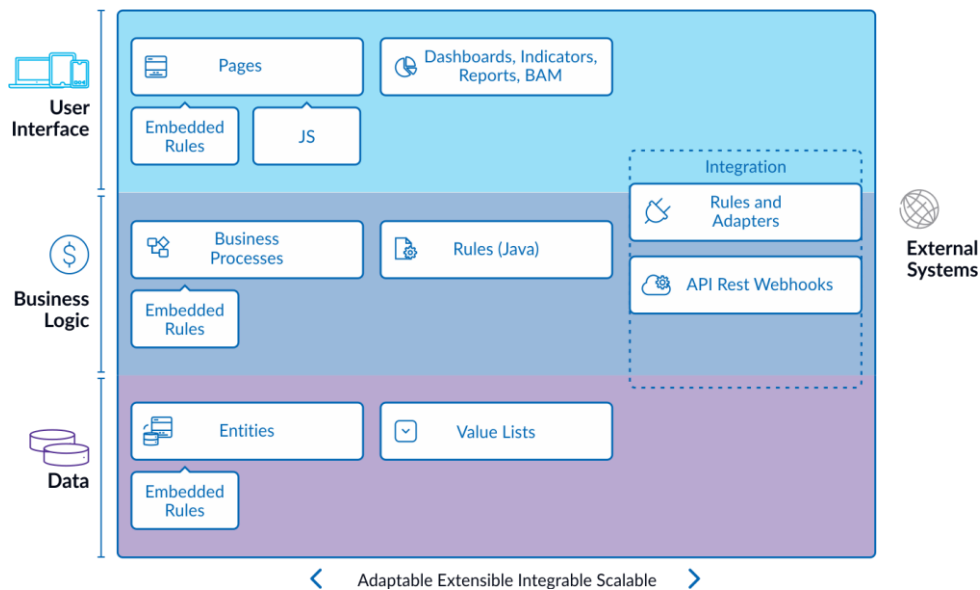 User
Interface
Pages
Dashboards, Indicators,
Reports, BAM
Embedded
Rules
JS
Integration
Rules and
Adapters
API Rest Webhooks
External
Systems
Business
Logic
Business
Processes
Rules (Java)
Embedded
Rules
Data
Entities
Value Lists
Embedded
Rules
Adaptable Extensible Integrable Scalable